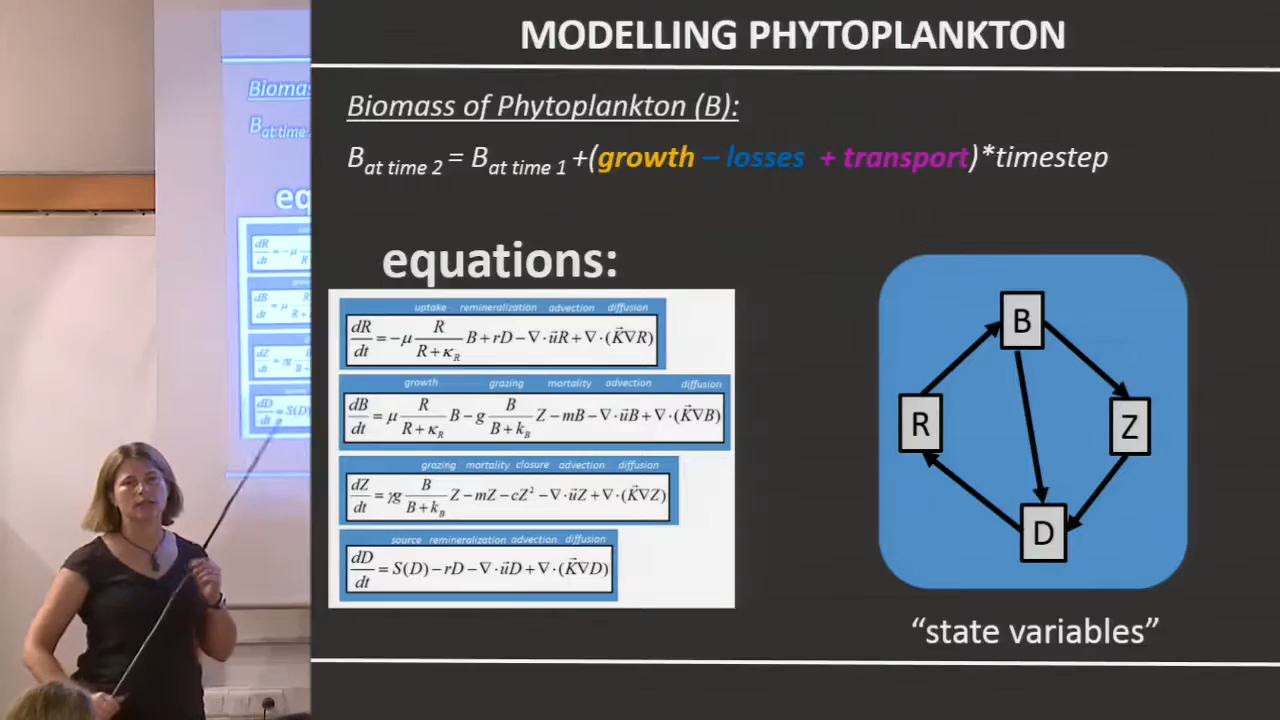 MODELLING PHYTOPLANKTON
Biomass of Phytoplankton (B):
B at time 2 = B at time 1 +(growth – losses + transport)*timestep
equations:
uptake remineralization advection diffusion
dR/dt = −μ R/(R+κ_R) B + rD − ∇·u⃗R + ∇·(K⃗∇R)
growth grazing mortality advection diffusion
dB/dt = μ R/(R+κ_R) B − g B/(B+k_B) Z − mB − ∇·u⃗B + ∇·(K⃗∇B)
grazing mortality closure advection diffusion
dZ/dt = γg B/(B+k_B) Z − mZ − cZ² − ∇·u⃗Z + ∇·(K⃗∇Z)
source remineralization advection diffusion
dD/dt = S(D) − rD − ∇·u⃗D + ∇·(K⃗∇D)
B
R
Z
D
“state variables”
Biomas
B at time
eq
dR/dt = −μ
dB/dt = μ
dZ/dt = γg
dD/dt = S(D)